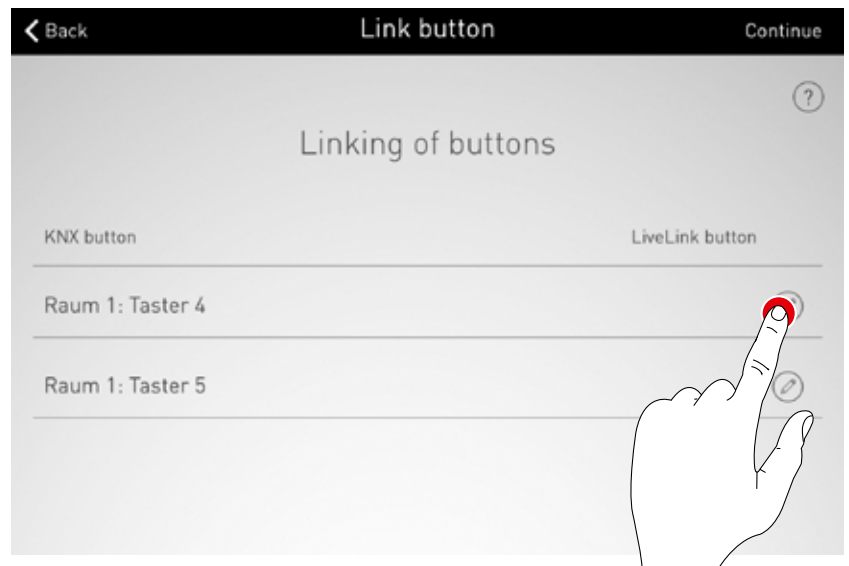 Back
Link button
Continue
?
Linking of buttons
KNX button
LiveLink button
Raum 1: Taster 4
Raum 1: Taster 5